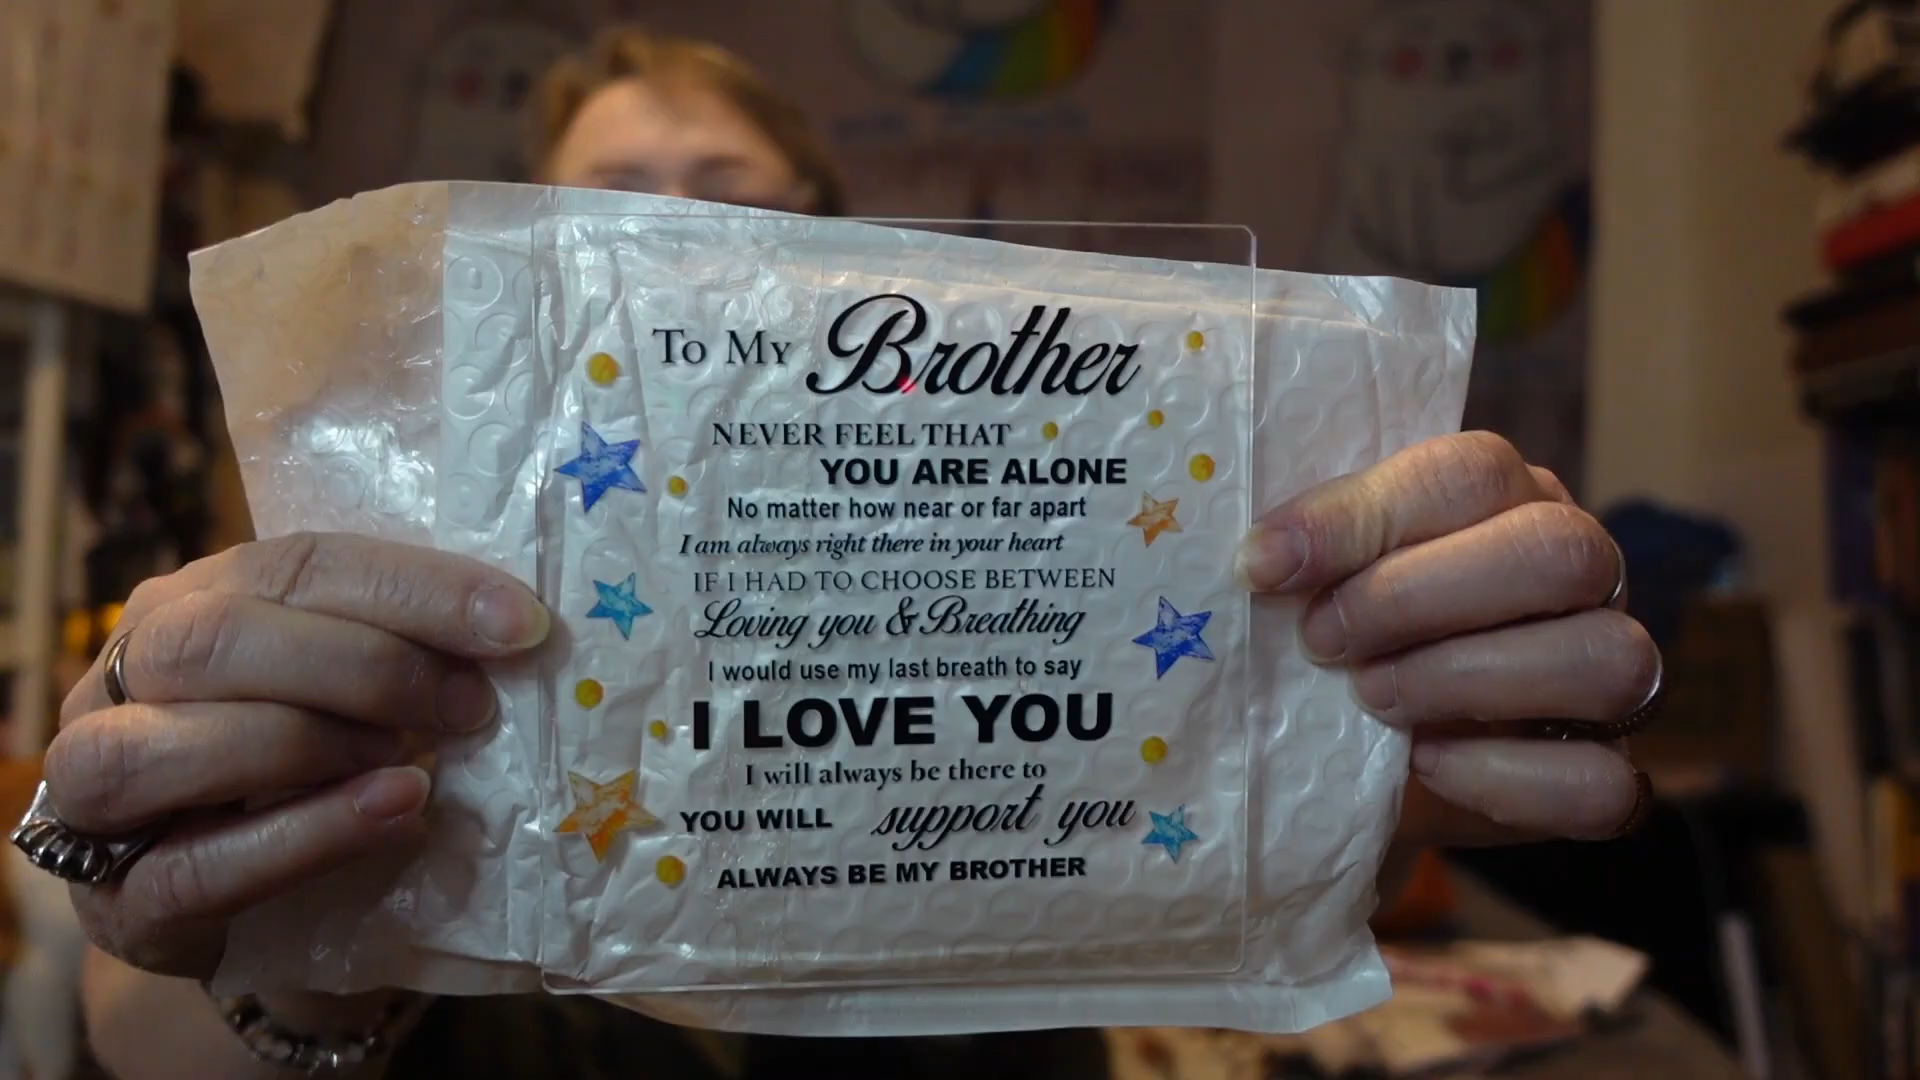 To My Brother
NEVER FEEL THAT
YOU ARE ALONE
No matter how near or far apart
I am always right there in your heart
IF I HAD TO CHOOSE BETWEEN
Loving you & Breathing
I would use my last breath to say
I LOVE YOU
I will always be there to
YOU WILL support you
ALWAYS BE MY BROTHER